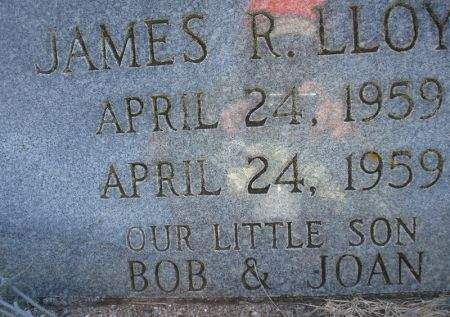 JAMES R. LLOY
APRIL 24, 1959
APRIL 24, 1959
OUR LITTLE SON
BOB & JOAN